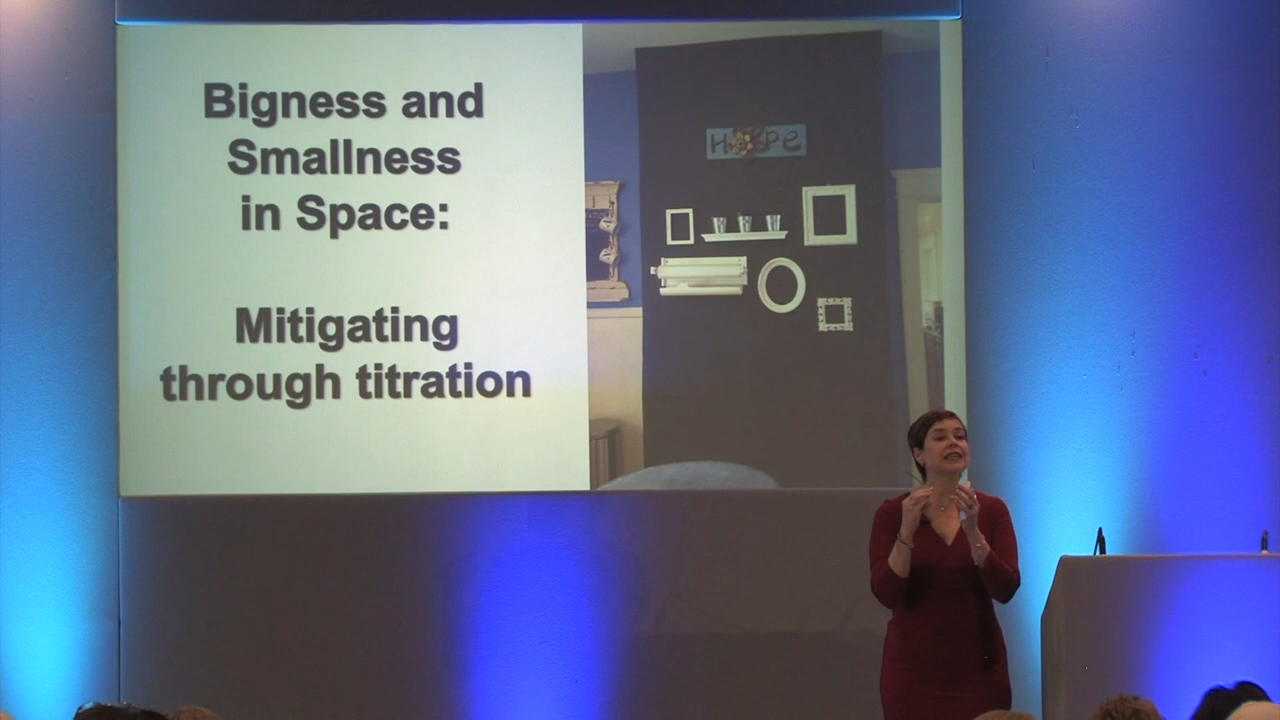 Bigness and
Smallness
in Space:
Mitigating
through titration
HOPE